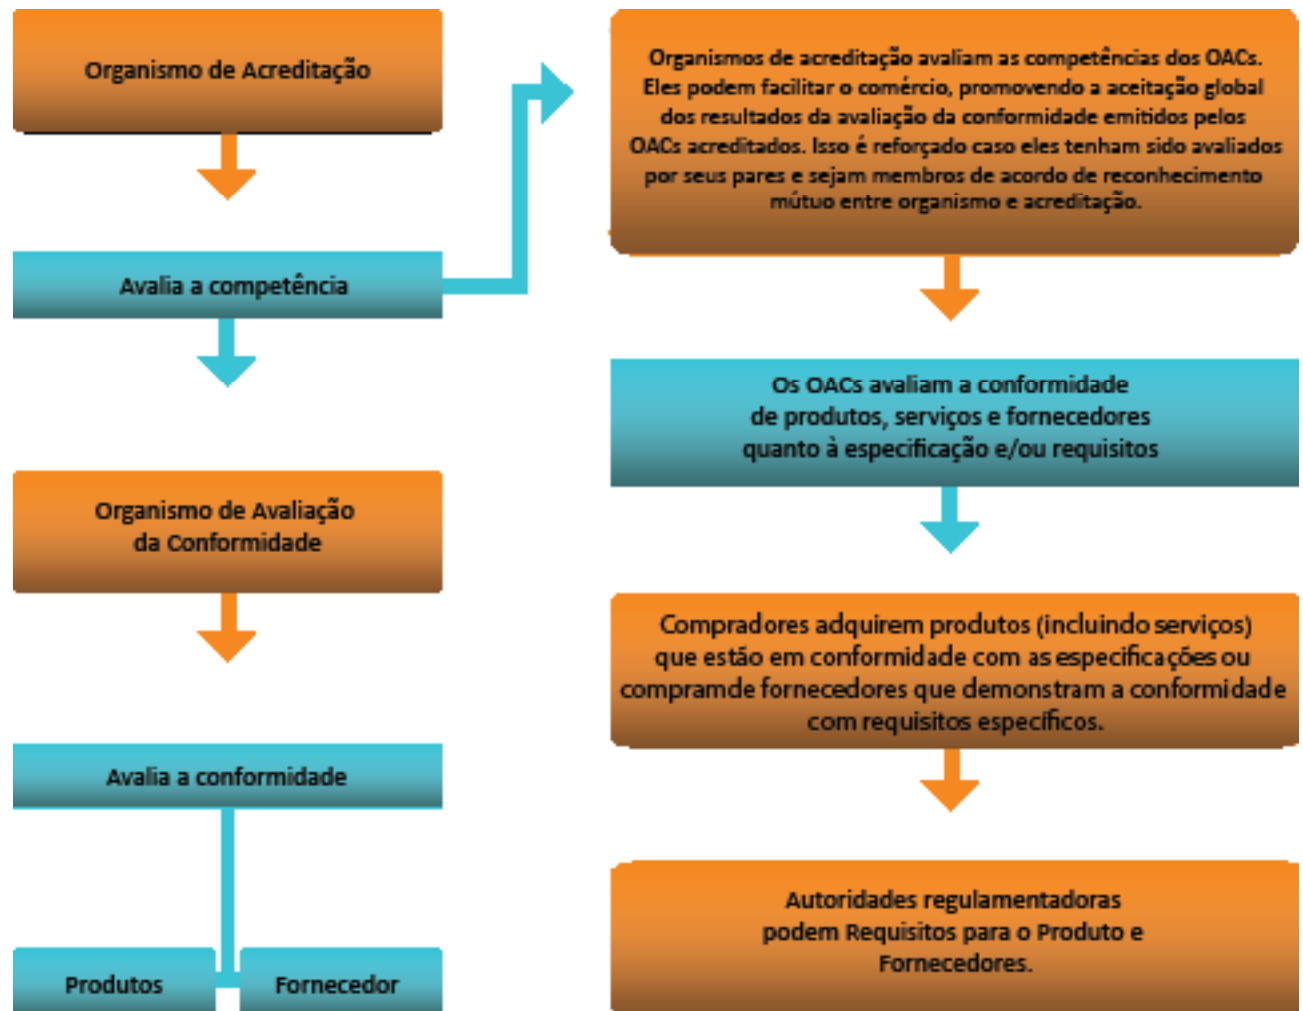 Organismo de Acreditação
Avalia a competência
Organismo de Avaliação
da Conformidade
Avalia a conformidade
Produtos
Fornecedor
Organismos de acreditação avaliam as competências dos OACs.
Eles podem facilitar o comércio, promovendo a aceitação global
dos resultados da avaliação da conformidade emitidos pelos
OACs acreditados. Isso é reforçado caso eles tenham sido avaliados
por seus pares e sejam membros de acordo de reconhecimento
mútuo entre organismo e acreditação.
Os OACs avaliam a conformidade
de produtos, serviços e fornecedores
quanto à especificação e/ou requisitos
Compradores adquirem produtos (incluindo serviços)
que estão em conformidade com as especificações ou
compramde fornecedores que demonstram a conformidade
com requisitos específicos.
Autoridades regulamentadoras
podem Requisitos para o Produto e
Fornecedores.